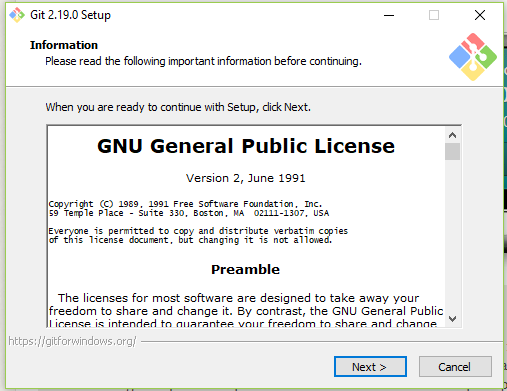 Git 2.19.0 Setup
Information
Please read the following important information before continuing.
When you are ready to continue with Setup, click Next.
GNU General Public License
Version 2, June 1991
Copyright (C) 1989, 1991 Free Software Foundation, Inc.
59 Temple Place - Suite 330, Boston, MA  02111-1307, USA
Everyone is permitted to copy and distribute verbatim copies
of this license document, but changing it is not allowed.
Preamble
The licenses for most software are designed to take away your
freedom to share and change it. By contrast, the GNU General Public
License is intended to guarantee your freedom to share and change
https://gitforwindows.org/
Next >
Cancel